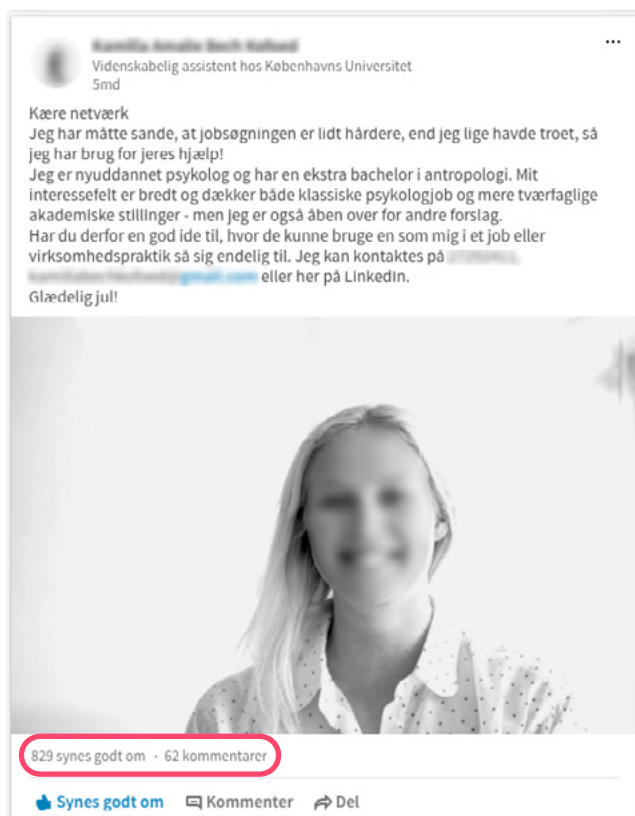 Videnskabelig assistent hos Københavns Universitet
5md
Kære netværk
Jeg har måtte sande, at jobsøgningen er lidt hårdere, end jeg lige havde troet, så
jeg har brug for jeres hjælp!
Jeg er nyuddannet psykolog og har en ekstra bachelor i antropologi. Mit
interessefelt er bredt og dækker både klassiske psykologjob og mere tværfaglige
akademiske stillinger - men jeg er også åben over for andre forslag.
Har du derfor en god ide til, hvor de kunne bruge en som mig i et job eller
virksomhedspraktik så sig endelig til. Jeg kan kontaktes på
eller her på LinkedIn.
Glædelig jul!
829 synes godt om · 62 kommentarer
Synes godt om Kommenter Del